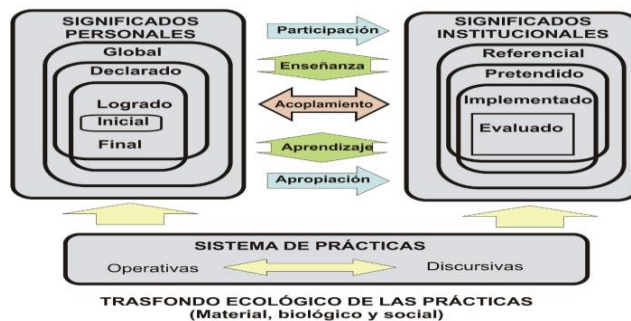 SIGNIFICADOS
PERSONALES
Global
Declarado
Logrado
Inicial
Final
Participación
Enseñanza
Acoplamiento
Aprendizaje
Apropiación
SIGNIFICADOS
INSTITUCIONALES
Referencial
Pretendido
Implementado
Evaluado
SISTEMA DE PRÁCTICAS
Operativas
Discursivas
TRASFONDO ECOLÓGICO DE LAS PRÁCTICAS
(Material, biológico y social)